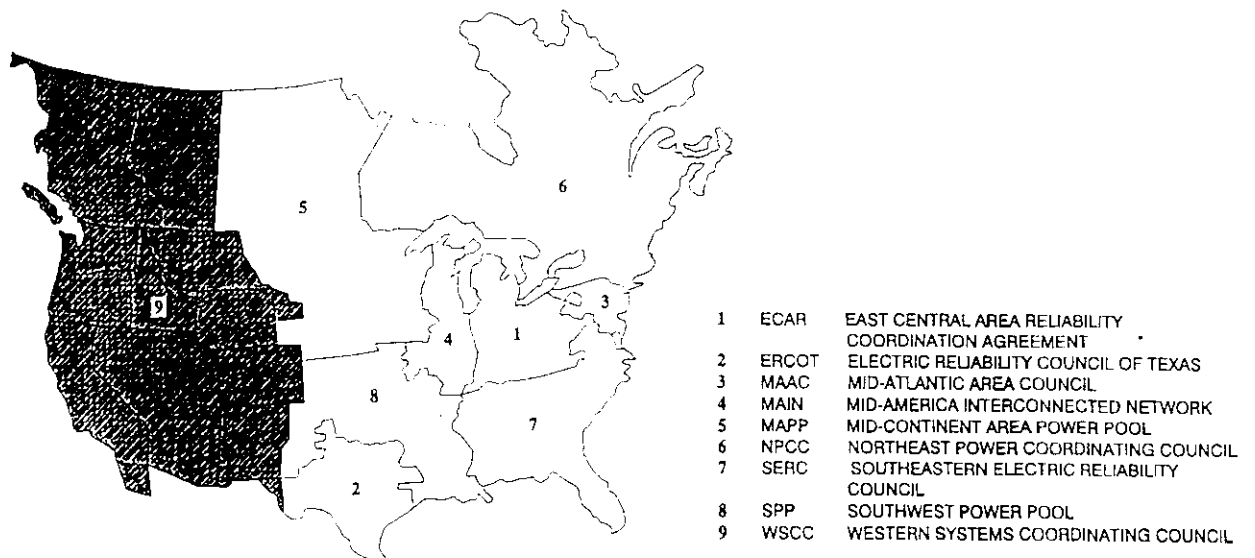 6
5
3
9
4
1
8
7
2
1 ECAR EAST CENTRAL AREA RELIABILITY
COORDINATION AGREEMENT
2 ERCOT ELECTRIC RELIABILITY COUNCIL OF TEXAS
3 MAAC MID-ATLANTIC AREA COUNCIL
4 MAIN MID-AMERICA INTERCONNECTED NETWORK
5 MAPP MID-CONTINENT AREA POWER POOL
6 NPCC NORTHEAST POWER COORDINATING COUNCIL
7 SERC SOUTHEASTERN ELECTRIC RELIABILITY
COUNCIL
8 SPP SOUTHWEST POWER POOL
9 WSCC WESTERN SYSTEMS COORDINATING COUNCIL